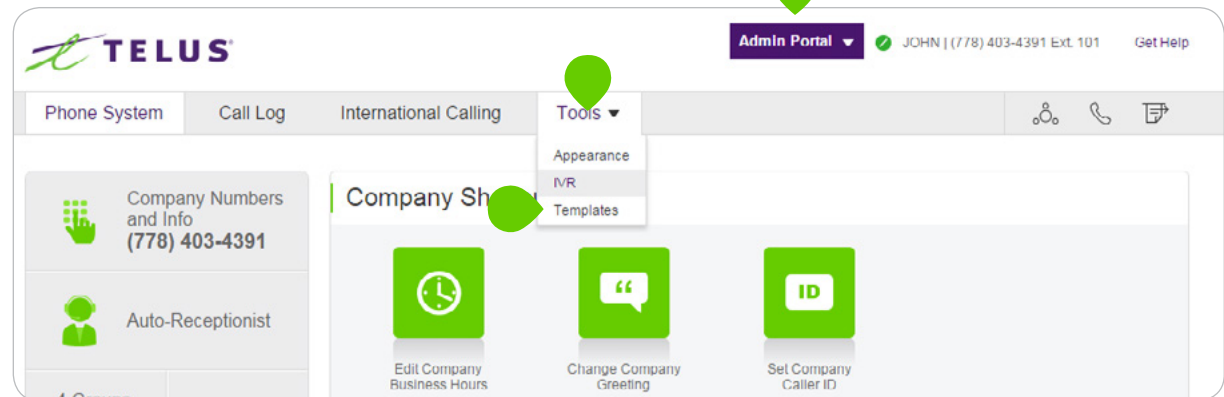 TELUS
Admin Portal
JOHN | (778) 403-4391 Ext. 101
Get Help
Phone System
Call Log
International Calling
Tools
Appearance
IVR
Templates
Company Numbers
and Info
(778) 403-4391
Auto-Receptionist
Company Sh
Edit Company
Business Hours
Change Company
Greeting
ID
Set Company
Caller ID